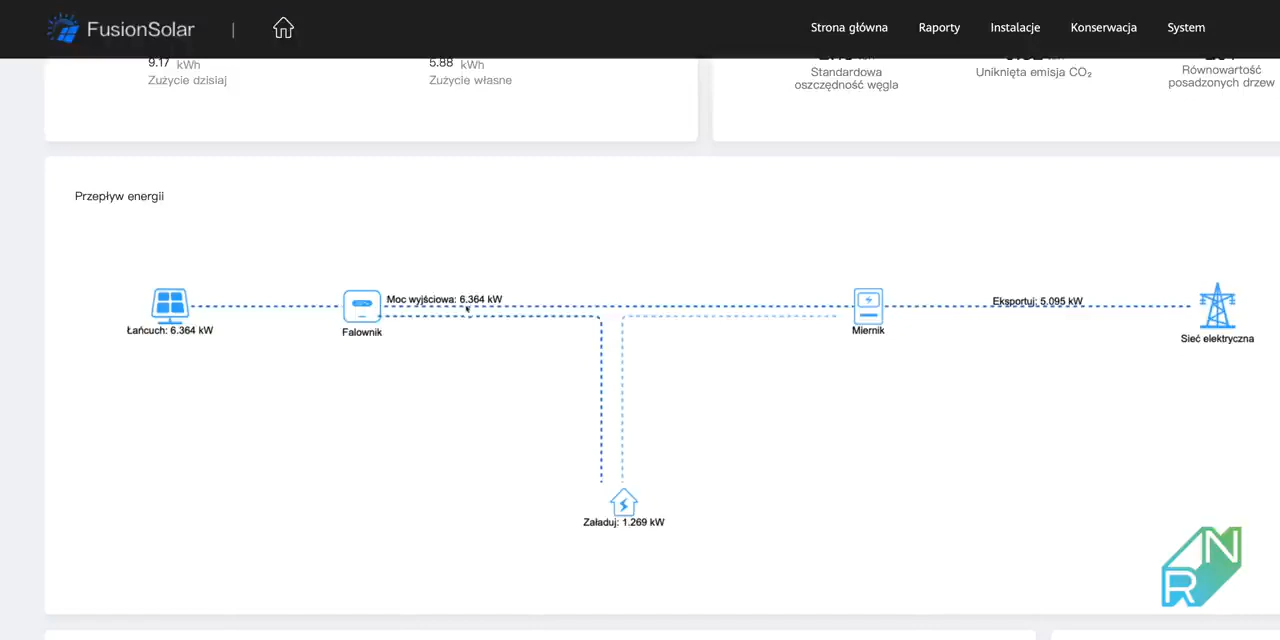 FusionSolar
Strona główna
Raporty
Instalacje
Konserwacja
System
9.17 kWh
Zużycie dzisiaj
5.88 kWh
Zużycie własne
Standardowa
oszczędność węgla
Uniknięta emisja CO₂
Równowartość
posadzonych drzew
Przepływ energii
Moc wyjściowa: 6.364 kW
Eksportuj: 5.095 kW
Łańcuch: 6.364 kW
Falownik
Miernik
Sieć elektryczna
Załaduj: 1.269 kW
N
R